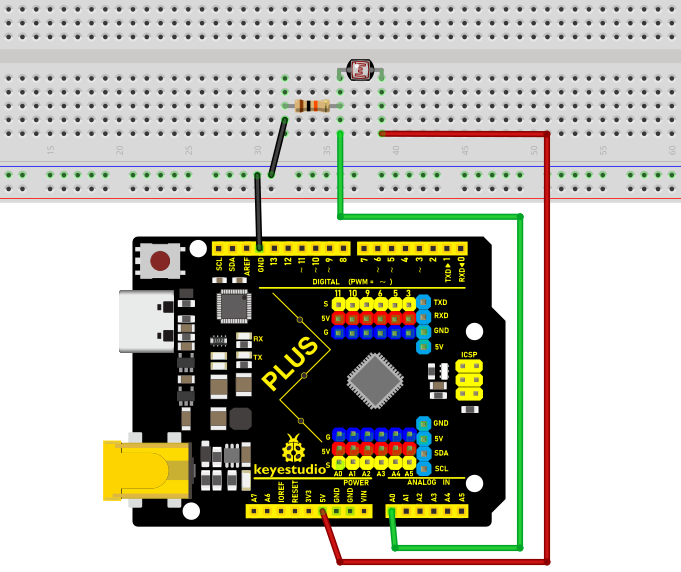 15 20 25 30 35 40 45 50 55 60
SCL SDA AREF GND 13 12 ~11 ~10 ~9 8 7 ~6 ~5 4 ~3 2 TXD▸1 RXD◂0
DIGITAL (PWM = ~)
11 10 9 6 5 3
S TXD
5V RXD
G GND
5V
RX
TX
PLUS
ICSP
GND
G 5V
5V SDA
S SCL
keyestudio
A0 A1 A2 A3 A4 A5
POWER ANALOG IN
A7 A6 IOREF RESET 3V3 5V GND GND VIN A0 A1 A2 A3 A4 A5